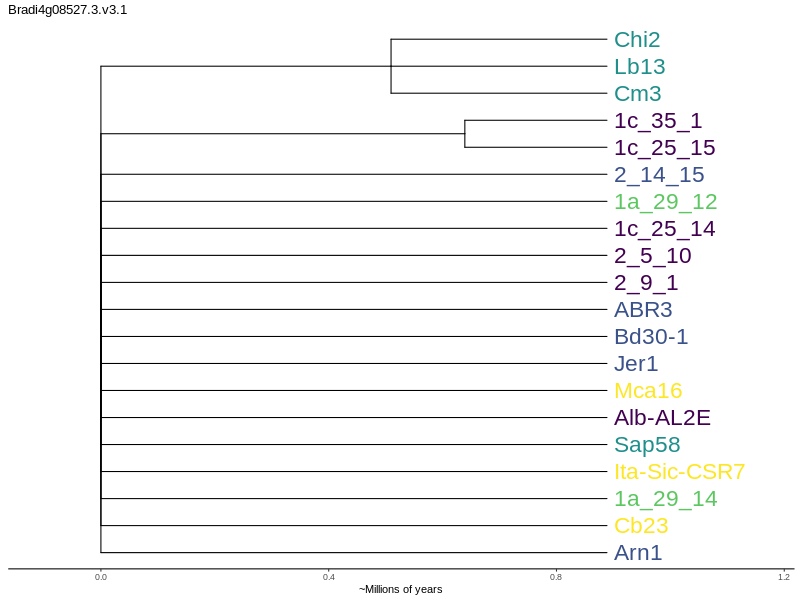 Bradi4g08527.3.v3.1
Chi2
Lb13
Cm3
1c_35_1
1c_25_15
2_14_15
1a_29_12
1c_25_14
2_5_10
2_9_1
ABR3
Bd30-1
Jer1
Mca16
Alb-AL2E
Sap58
Ita-Sic-CSR7
1a_29_14
Cb23
Arn1
0.0 0.4 0.8 1.2
~Millions of years